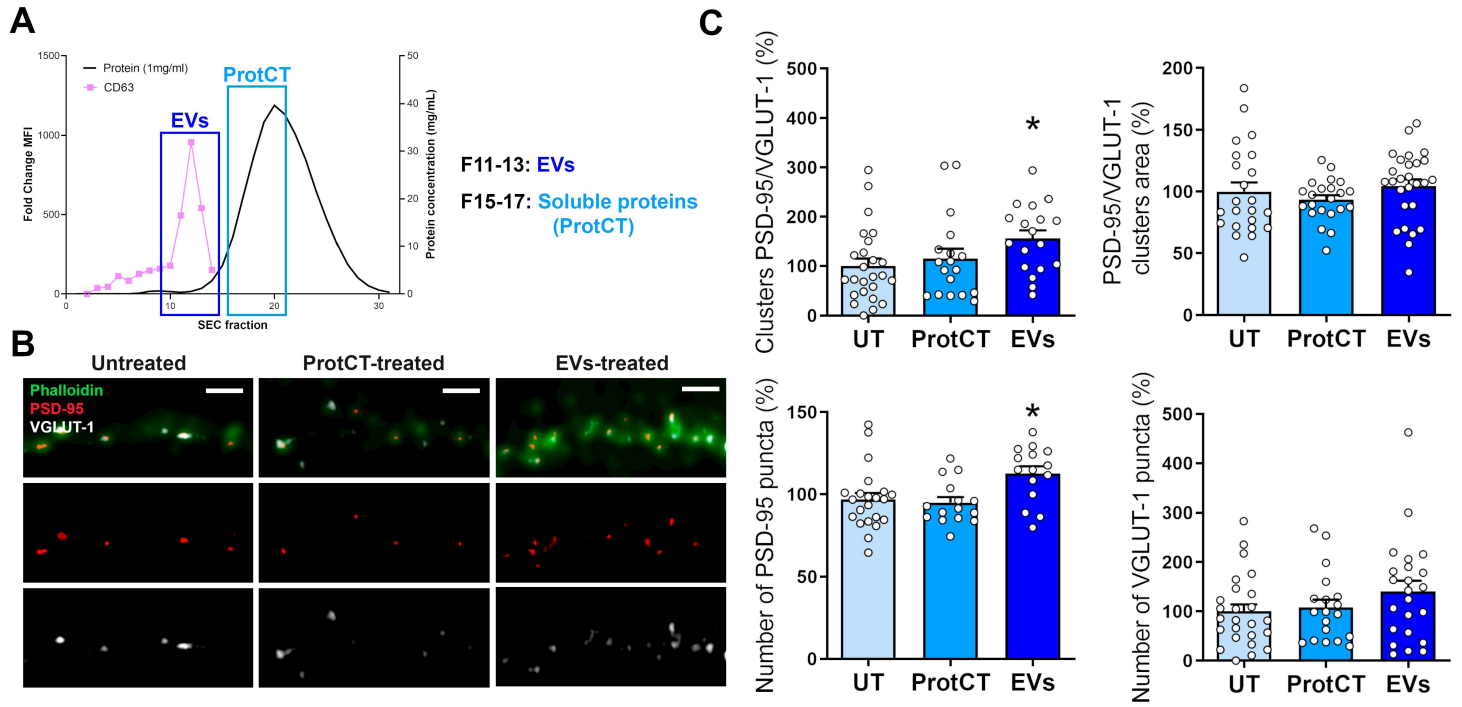 A
Fold Change MFI
1500
1000
500
0
Protein (1mg/ml)
CD63
EVs
ProtCT
50
40
30
20
10
0
Protein concentration (mg/mL)
0 10 20 30
SEC fraction
F11-13: EVs
F15-17: Soluble proteins
(ProtCT)
B
Untreated
ProtCT-treated
EVs-treated
Phalloidin
PSD-95
VGLUT-1
C
Clusters PSD-95/VGLUT-1 (%)
500
400
300
200
100
0
*
UT ProtCT EVs
PSD-95/VGLUT-1
clusters area (%)
200
150
100
50
0
UT ProtCT EVs
Number of PSD-95 puncta (%)
150
100
50
0
*
UT ProtCT EVs
Number of VGLUT-1 puncta (%)
500
400
300
200
100
0
UT ProtCT EVs